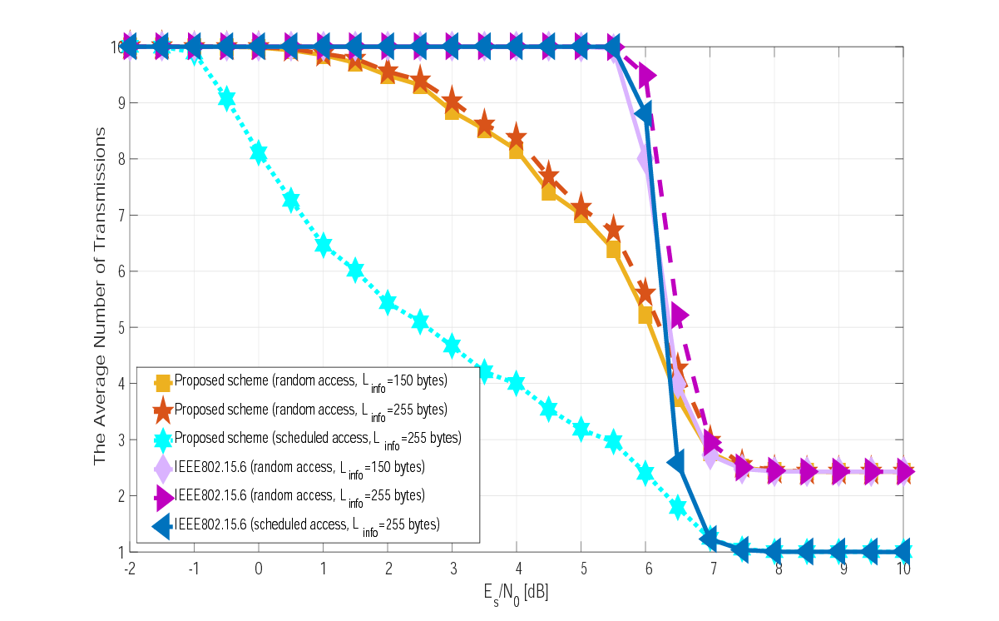 The Average Number of Transmissions
10
9
8
7
6
5
4
3
2
1
Proposed scheme (random access, L info=150 bytes)
Proposed scheme (random access, L info=255 bytes)
Proposed scheme (scheduled access, L info=255 bytes)
IEEE802.15.6 (random access, L info=150 bytes)
IEEE802.15.6 (random access, L info=255 bytes)
IEEE802.15.6 (scheduled access, L info=255 bytes)
-2 -1 0 1 2 3 4 5 6 7 8 9 10
Es/N0 [dB]